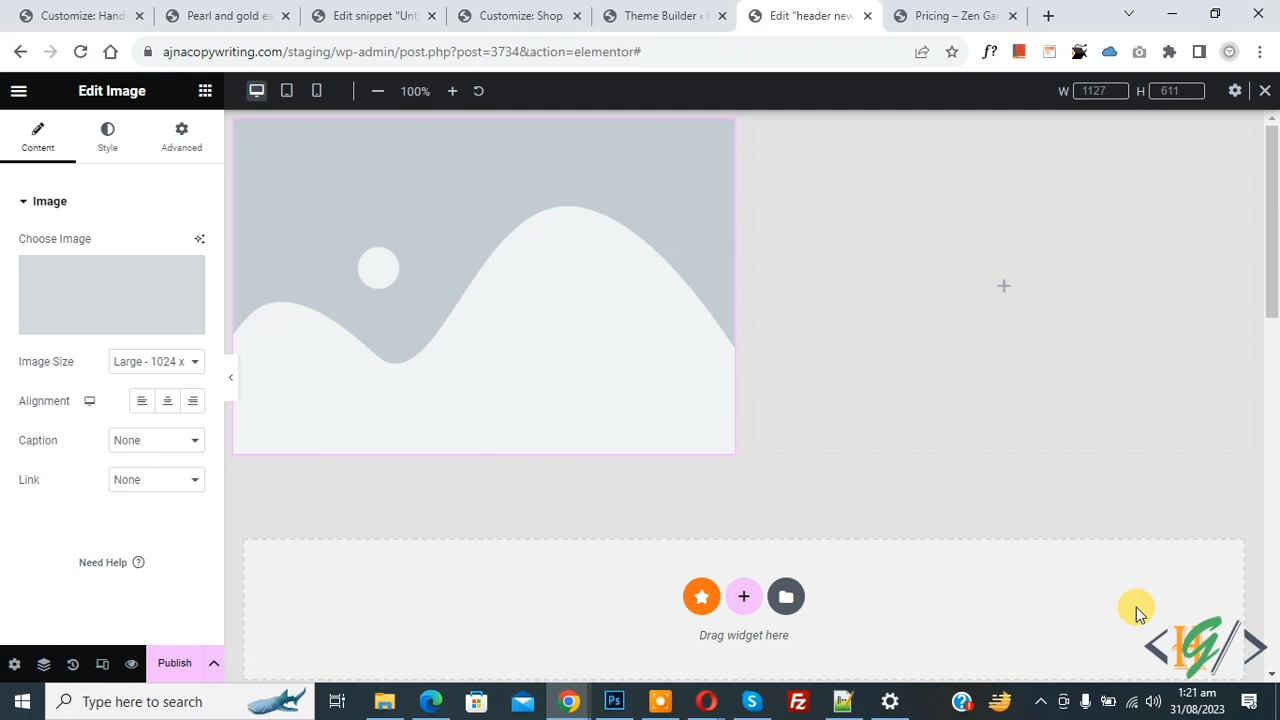 Customize: Hand
Pearl and gold ea
Edit snippet "Unt
Customize: Shop
Theme Builder ‹
Edit "header new
Pricing – Zen Gar
ajnacopywriting.com/staging/wp-admin/post.php?post=3734&action=elementor#
f?
Edit Image
100%
W 1127
H 611
Content
Style
Advanced
Image
Choose Image
Image Size
Large - 1024 x
Alignment
Caption
None
Link
None
Need Help
Drag widget here
Publish
Type here to search
1:21 am
31/08/2023